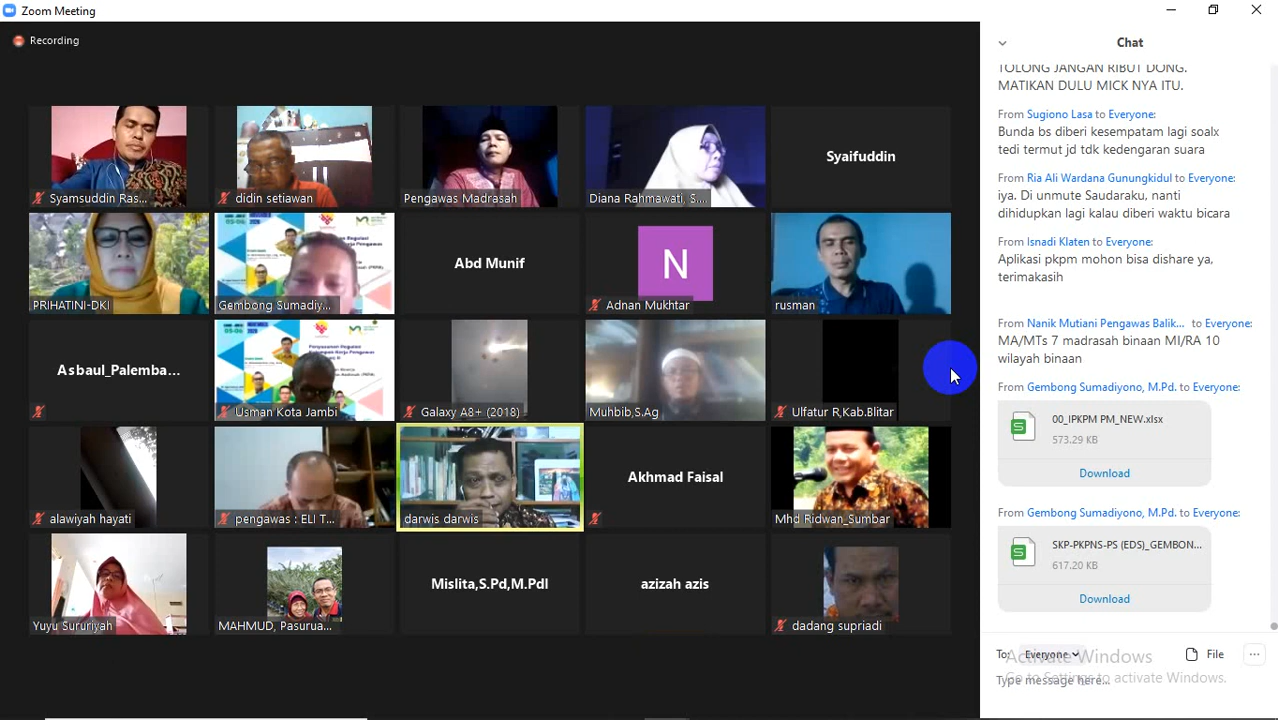 Zoom Meeting
Recording
Syamsuddin Ras...
didin setiawan
Pengawas Madrasah
Diana Rahmawati, S....
Syaifuddin
PRIHATINI-DKI
Gembong Sumadiy...
Abd Munif
N
Adnan Mukhtar
rusman
Asbaul_Palemba...
Usman Kota Jambi
Galaxy A8+ (2018)
Muhbib,S.Ag
Ulfatur R,Kab.Blitar
alawiyah hayati
pengawas : ELI T...
darwis darwis
Akhmad Faisal
Mhd Ridwan_Sumbar
Yuyu Sururiyah
MAHMUD, Pasurua...
Mislita,S.Pd,M.PdI
azizah azis
dadang supriadi
Chat
TOLONG JANGAN RIBUT DONG.
MATIKAN DULU MICK NYA ITU.
From Sugiono Lasa to Everyone:
Bunda bs diberi kesempatam lagi soalx
tedi termut jd tdk kedengaran suara
From Ria Ali Wardana Gunungkidul to Everyone:
iya. Di unmute Saudaraku, nanti
dihidupkan lagi kalau diberi waktu bicara
From Isnadi Klaten to Everyone:
Aplikasi pkpm mohon bisa dishare ya,
terimakasih
From Nanik Mutiani Pengawas Balik... to Everyone:
MA/MTs 7 madrasah binaan MI/RA 10
wilayah binaan
From Gembong Sumadiyono, M.Pd. to Everyone:
00_IPKPM PM_NEW.xlsx
573.29 KB
Download
From Gembong Sumadiyono, M.Pd. to Everyone:
SKP-PKPNS-PS (EDS)_GEMBON...
617.20 KB
Download
To: Everyone
File
Activate Windows
Go to Settings to activate Windows.
Type message here...